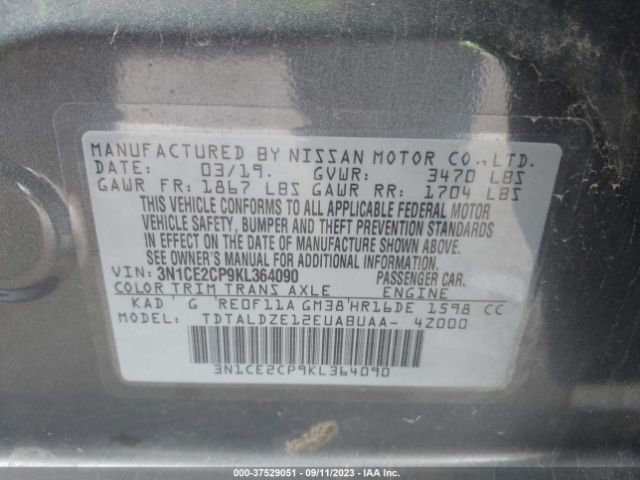 MANUFACTURED BY NISSAN MOTOR CO., LTD.
DATE: 03/19. GVWR: 3470 LBS
GAWR FR: 1867 LBS GAWR RR: 1704 LBS
THIS VEHICLE CONFORMS TO ALL APPLICABLE FEDERAL MOTOR
VEHICLE SAFETY, BUMPER AND THEFT PREVENTION STANDARDS
IN EFFECT ON THE DATE OF MANUFACTURE SHOWN ABOVE.
SEE OWNER'S MANUAL FOR ADDITIONAL INFORMATION.
VIN: 3N1CE2CP9KL364090 PASSENGER CAR.
COLOR TRIM TRANS AXLE ENGINE
KAD G RE0F11A GM38 HR16DE 1598 CC
MODEL: TDTALDZE12EUABUAA- 4Z000
3N1CE2CP9KL364090
000-37529051 - 09/11/2023 - IAA Inc.